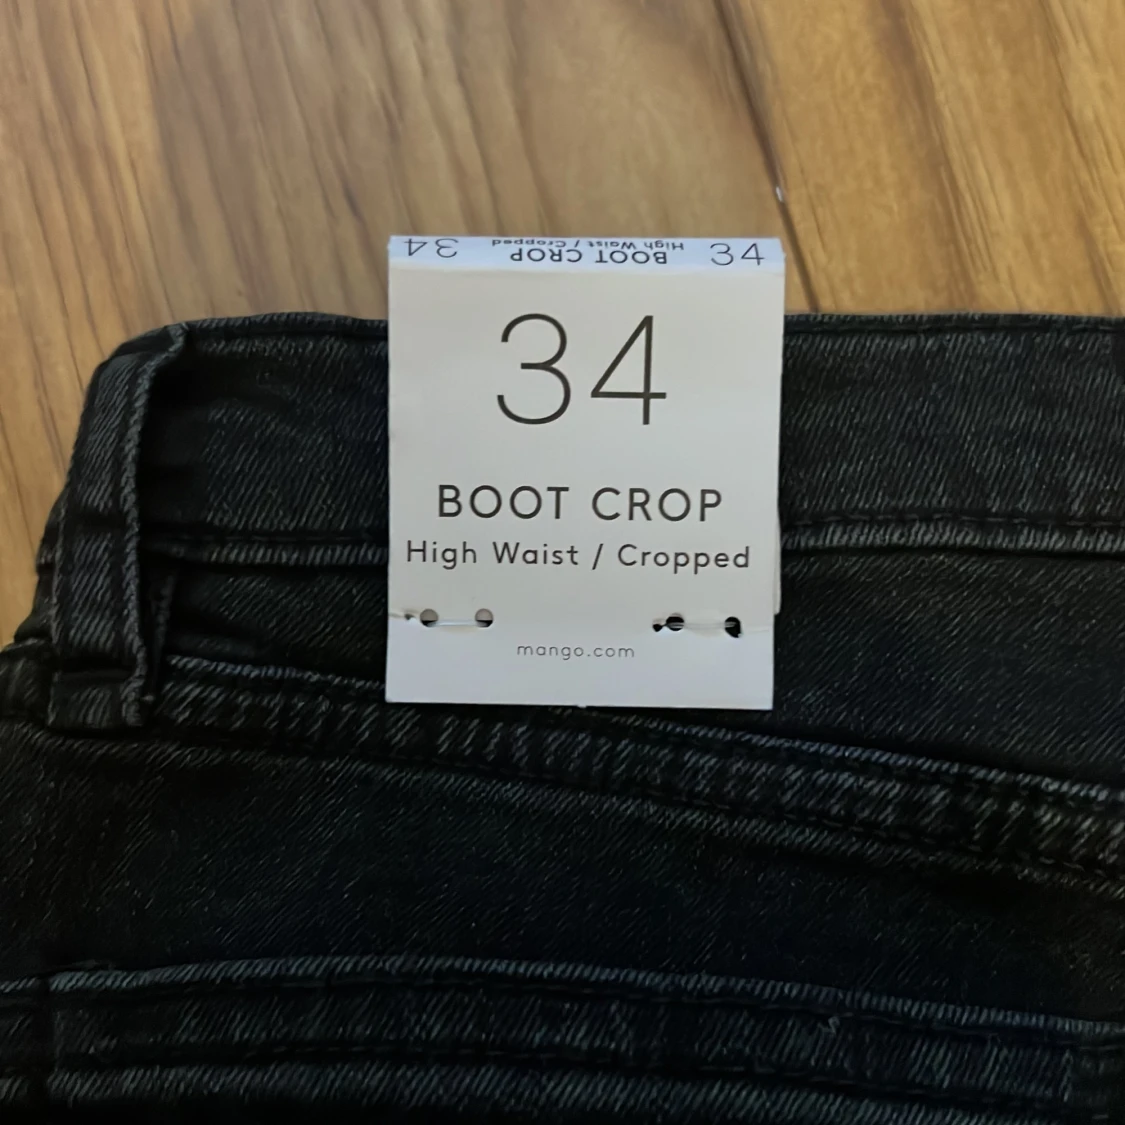 34 BOOT CROP 34
High Waist / Cropped
34
BOOT CROP
High Waist / Cropped
mango.com